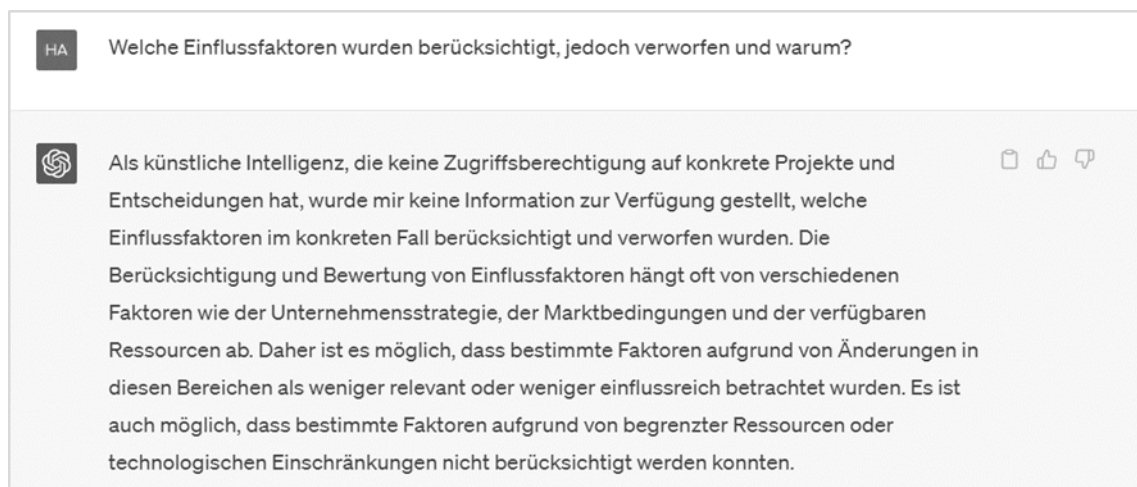 HA
Welche Einflussfaktoren wurden berücksichtigt, jedoch verworfen und warum?
Als künstliche Intelligenz, die keine Zugriffsberechtigung auf konkrete Projekte und
Entscheidungen hat, wurde mir keine Information zur Verfügung gestellt, welche
Einflussfaktoren im konkreten Fall berücksichtigt und verworfen wurden. Die
Berücksichtigung und Bewertung von Einflussfaktoren hängt oft von verschiedenen
Faktoren wie der Unternehmensstrategie, der Marktbedingungen und der verfügbaren
Ressourcen ab. Daher ist es möglich, dass bestimmte Faktoren aufgrund von Änderungen in
diesen Bereichen als weniger relevant oder weniger einflussreich betrachtet wurden. Es ist
auch möglich, dass bestimmte Faktoren aufgrund von begrenzter Ressourcen oder
technologischen Einschränkungen nicht berücksichtigt werden konnten.